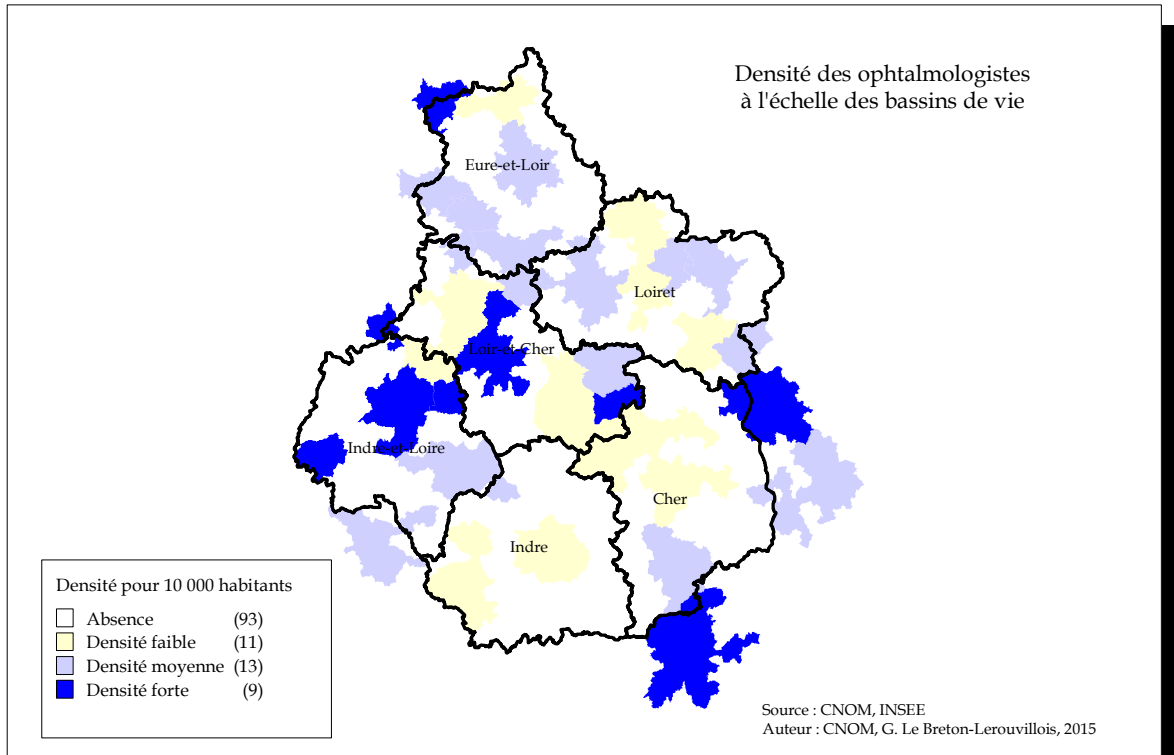 Densité des ophtalmologistes
à l'échelle des bassins de vie
Eure-et-Loir
Loiret
Loir-et-Cher
Indre-et-Loire
Cher
Indre
Densité pour 10 000 habitants
Absence (93)
Densité faible (11)
Densité moyenne (13)
Densité forte (9)
Source : CNOM, INSEE
Auteur : CNOM, G. Le Breton-Lerouvillois, 2015